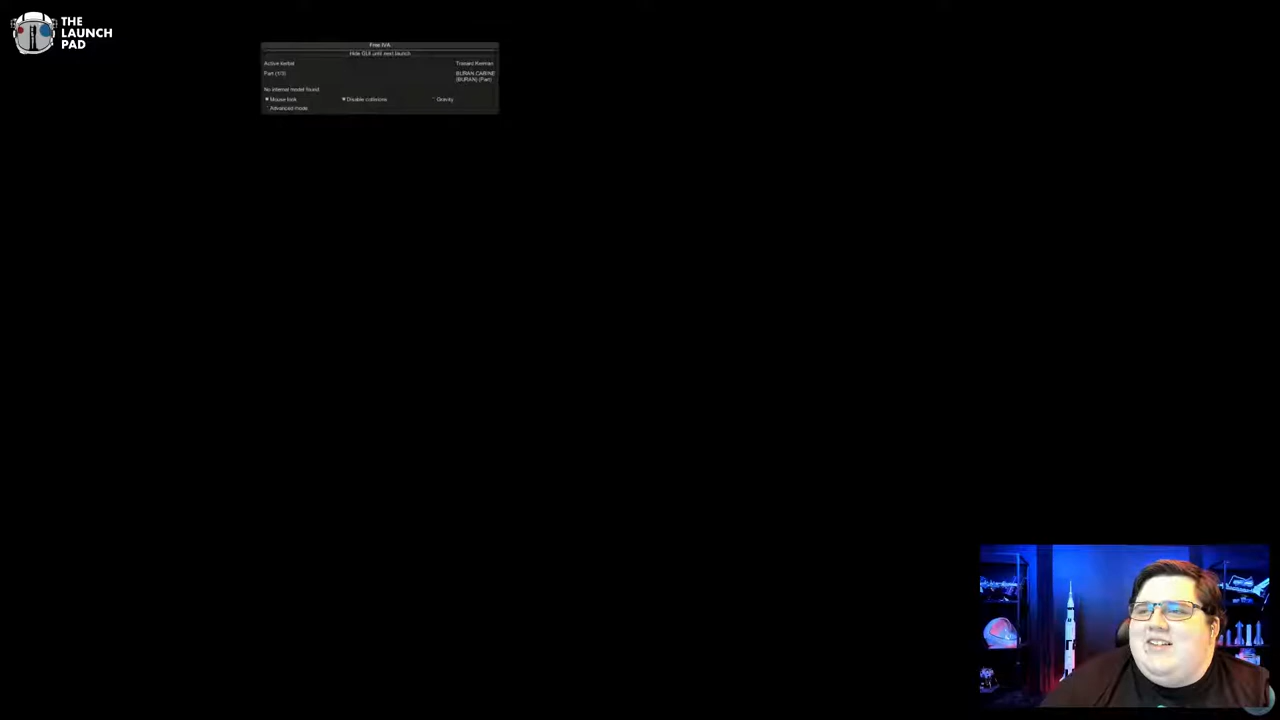 THE
LAUNCH
PAD
Free IVA
Hide GUI until next launch
Active kerbal
Kerman
Part (1/3)
BURAN.CABINE
(BURAN) (Part)
No internal model found
Mouse look
Disable collisions
Gravity
Advanced mode